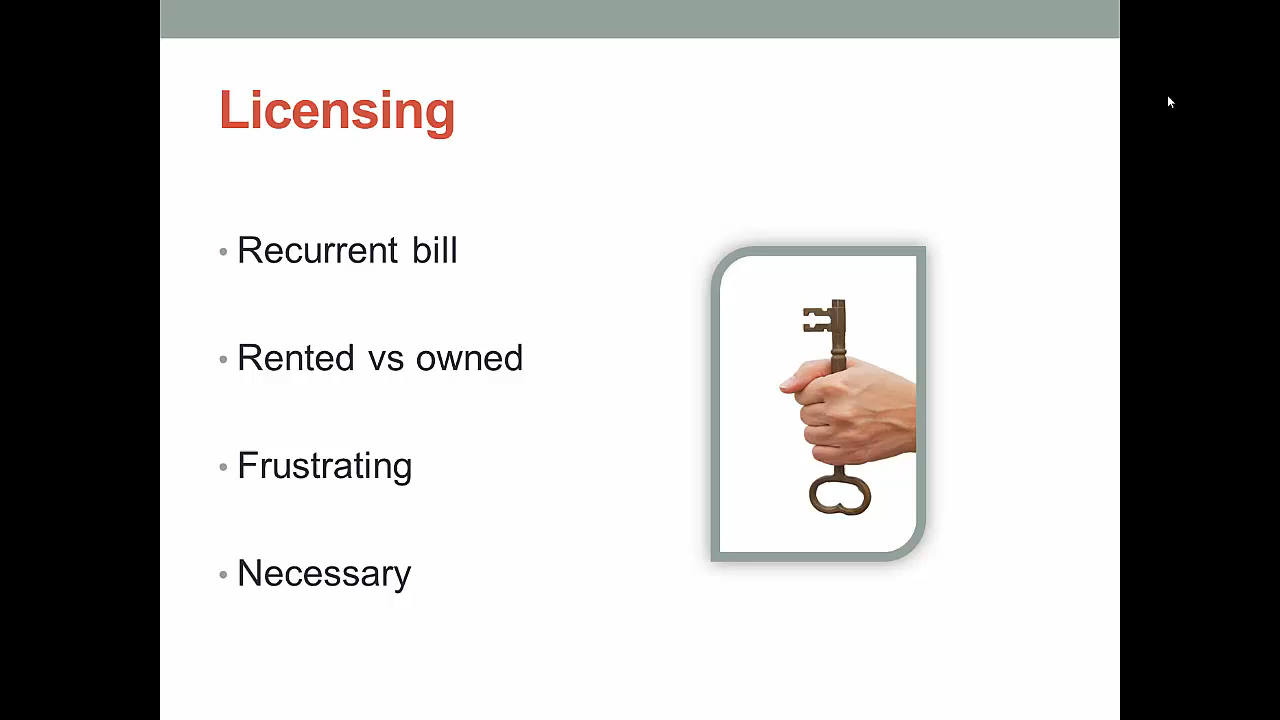 Licensing
• Recurrent bill
• Rented vs owned
• Frustrating
• Necessary